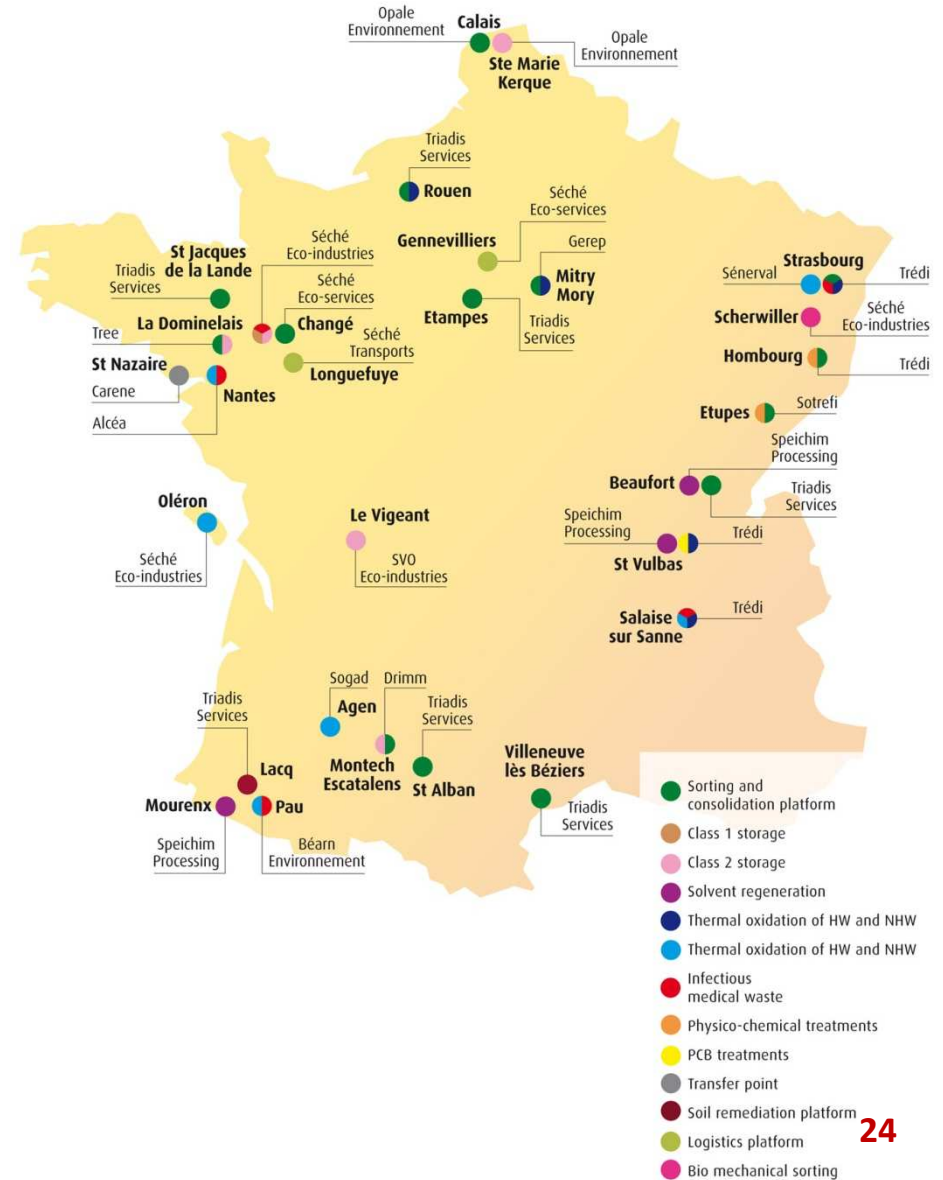 Opale
Environnement
Calais
Ste Marie
Kerque
Opale
Environnement
Triadis
Services
Rouen
Séché
Eco-services
Gennevilliers
Gerep
Mitry
Mory
Etampes
Triadis
Services
St Jacques
de la Lande
Triadis
Services
Séché
Eco-industries
Séché
Eco-services
La Dominelais
Tree
Changé
Séché
Transports
Longuefuye
St Nazaire
Carene
Nantes
Alcéa
Strasbourg
Sénerval
Trédi
Scherwiller
Séché
Eco-industries
Hombourg
Trédi
Etupes
Sotrefi
Speichim
Processing
Beaufort
Triadis
Services
Speichim
Processing
Trédi
St Vulbas
Salaise
sur Sanne
Trédi
Oléron
Séché
Eco-industries
Le Vigeant
SVO
Eco-industries
Sogad
Agen
Drimm
Montech
Escatalens
Triadis
Services
St Alban
Triadis
Services
Lacq
Mourenx
Pau
Speichim
Processing
Béarn
Environnement
Villeneuve
lès Béziers
Triadis
Services
Sorting and
consolidation platform
Class 1 storage
Class 2 storage
Solvent regeneration
Thermal oxidation of HW and NHW
Thermal oxidation of HW and NHW
Infectious
medical waste
Physico-chemical treatments
PCB treatments
Transfer point
Soil remediation platform
Logistics platform
Bio mechanical sorting
24